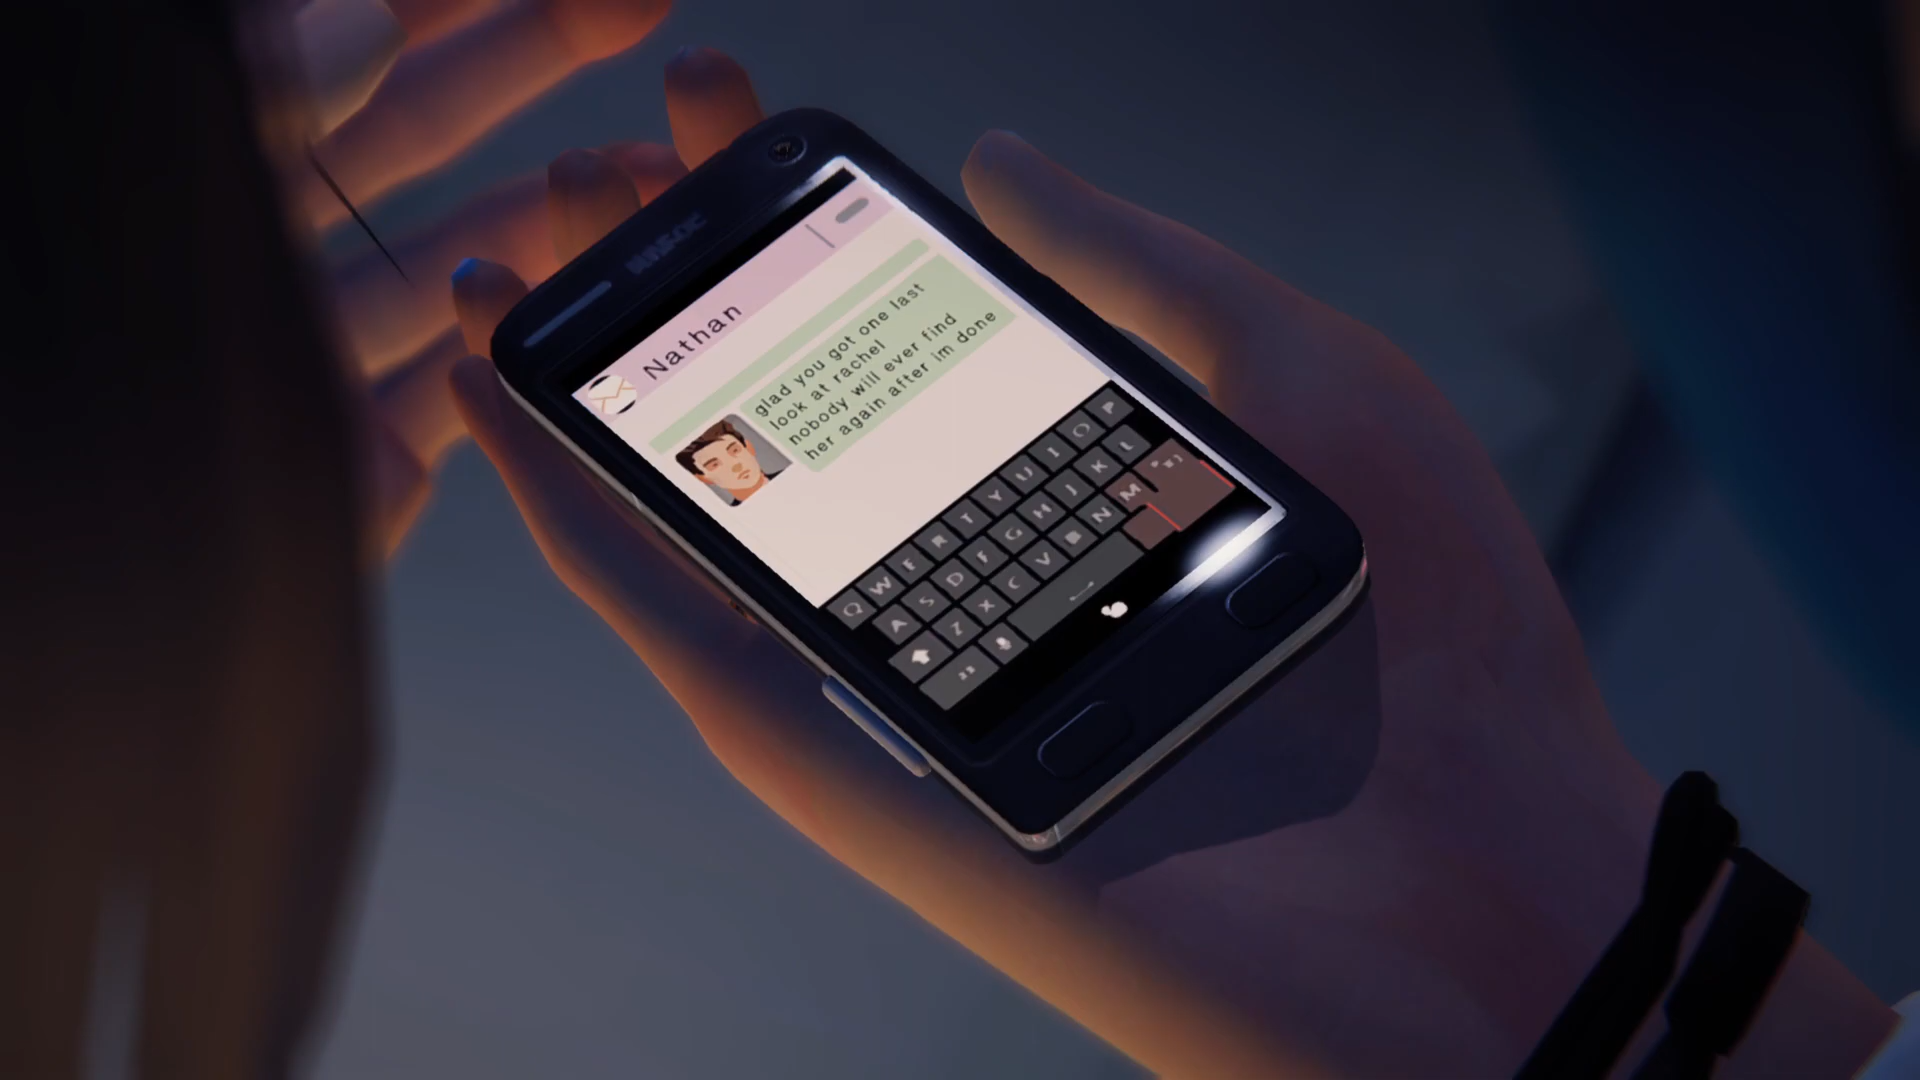 Nathan
glad you got one last
look at rachel
nobody will ever find
her again after im done
Q W E R T Y U I O P
A S D F G H J K L
Z X C V B N M